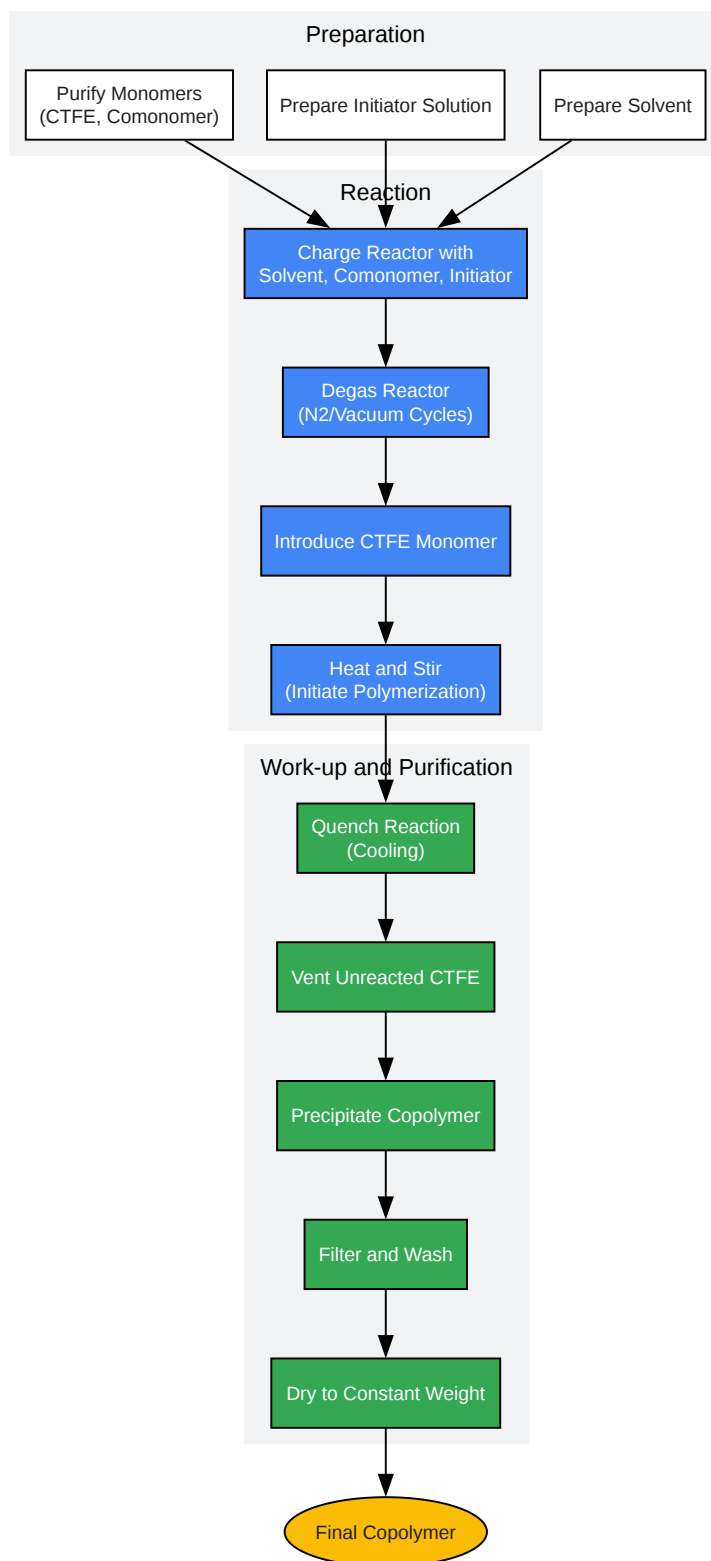 Preparation
Purify Monomers
(CTFE, Comonomer)
Prepare Initiator Solution
Prepare Solvent
Reaction
Charge Reactor with
Solvent, Comonomer, Initiator
Degas Reactor
(N2/Vacuum Cycles)
Introduce CTFE Monomer
Heat and Stir
(Initiate Polymerization)
Work-up and Purification
Quench Reaction
(Cooling)
Vent Unreacted CTFE
Precipitate Copolymer
Filter and Wash
Dry to Constant Weight
Final Copolymer